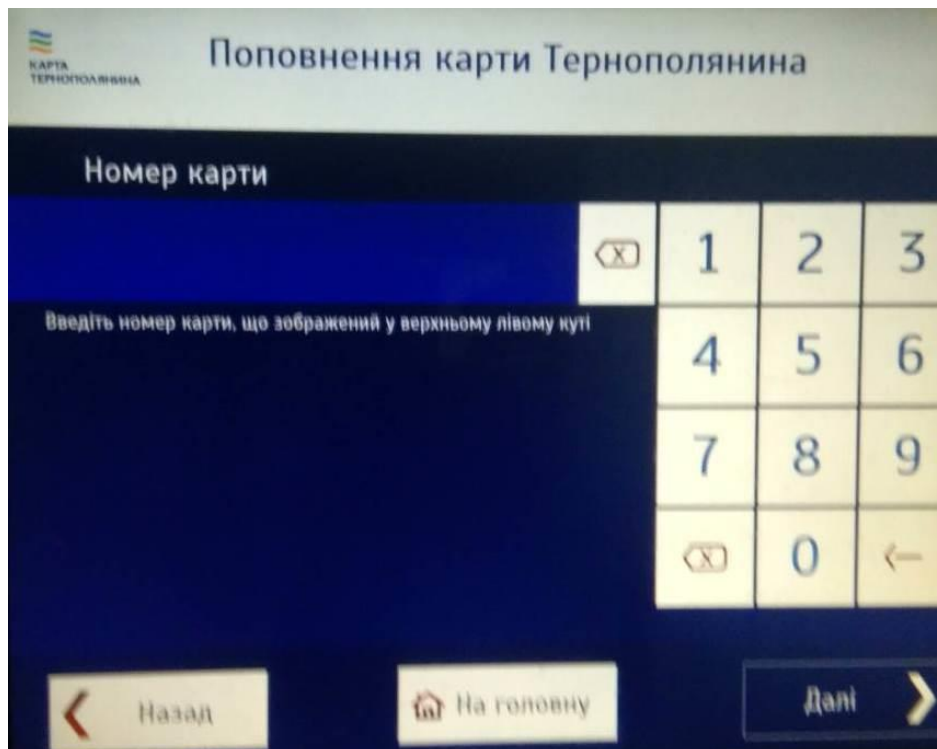 КАРТА
ТЕРНОПОЛЯНИНА
Поповнення карти Тернополянина
Номер карти
1 2 3
Введіть номер карти, що зображений у верхньому лівому куті
4 5 6
7 8 9
0
Назад
На головну
Далі